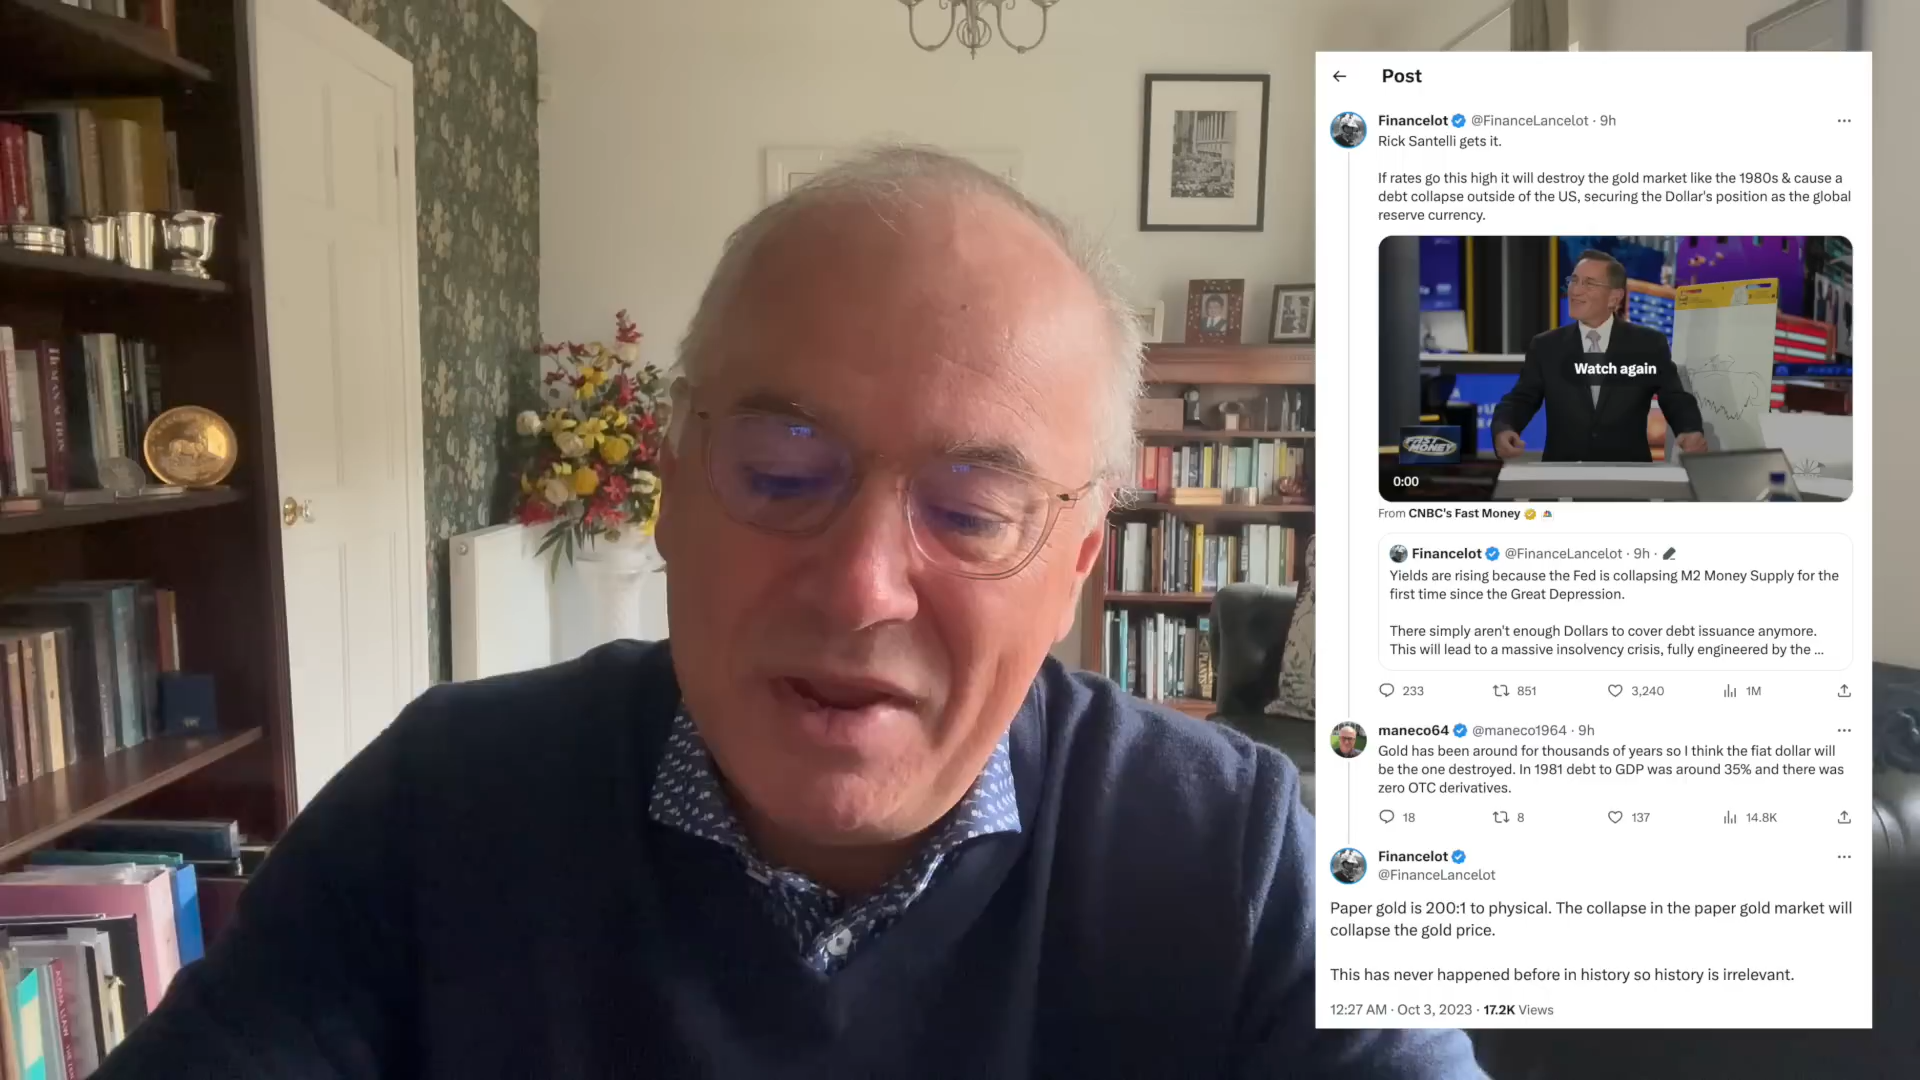 Post
Financelot @FinanceLancelot · 9h
Rick Santelli gets it.
If rates go this high it will destroy the gold market like the 1980s & cause a
debt collapse outside of the US, securing the Dollar's position as the global
reserve currency.
Watch again
FAST
MONEY
0:00
From CNBC's Fast Money
Financelot @FinanceLancelot · 9h ·
Yields are rising because the Fed is collapsing M2 Money Supply for the
first time since the Great Depression.
There simply aren't enough Dollars to cover debt issuance anymore.
This will lead to a massive insolvency crisis, fully engineered by the ...
233 851 3,240 1M
maneco64 @maneco1964 · 9h
Gold has been around for thousands of years so I think the fiat dollar will
be the one destroyed. In 1981 debt to GDP was around 35% and there was
zero OTC derivatives.
18 8 137 14.8K
Financelot
@FinanceLancelot
Paper gold is 200:1 to physical. The collapse in the paper gold market will
collapse the gold price.
This has never happened before in history so history is irrelevant.
12:27 AM · Oct 3, 2023 · 17.2K Views